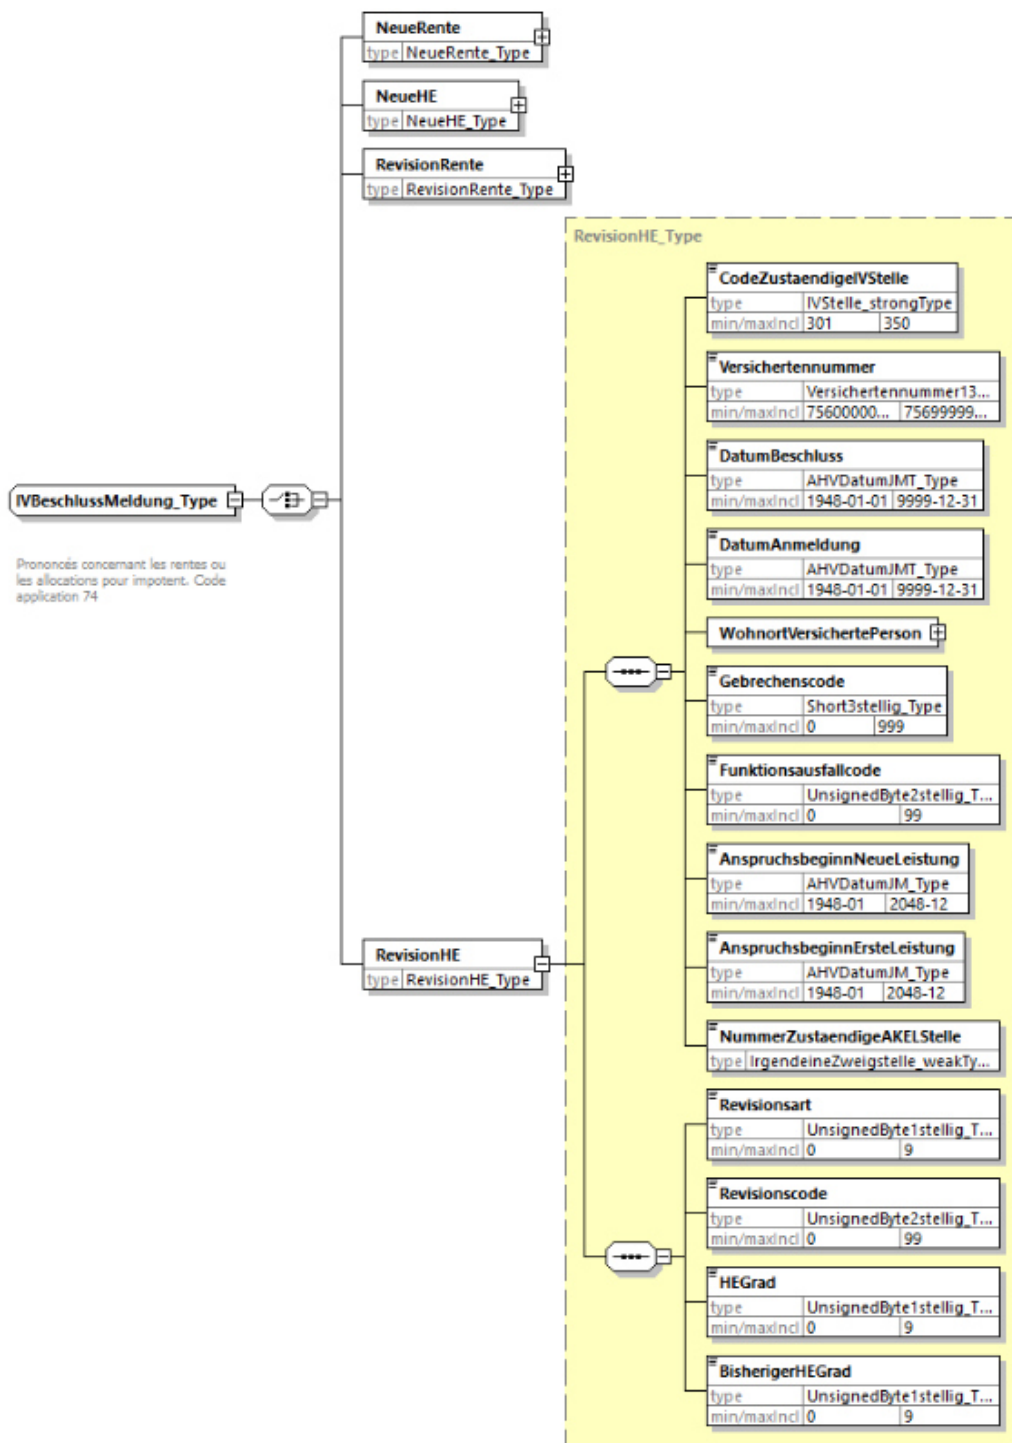 NeueRente
type NeueRente_Type
NeueHE
type NeueHE_Type
RevisionRente
type RevisionRente_Type
RevisionHE_Type
CodeZustaendigeIVStelle
type IVStelle_strongType
min/maxIncl 301 350
Versichertennummer
type Versichertennummer13...
min/maxIncl 75600000... 75699999...
DatumBeschluss
type AHVDatumJMT_Type
min/maxIncl 1948-01-01 9999-12-31
IVBeschlussMeldung_Type
Prononcés concernant les rentes ou
les allocations pour impotent. Code
application 74
DatumAnmeldung
type AHVDatumJMT_Type
min/maxIncl 1948-01-01 9999-12-31
WohnortVersichertePerson
Gebrechenscode
type Short3stellig_Type
min/maxIncl 0 999
Funktionsausfallcode
type UnsignedByte2stellig_T...
min/maxIncl 0 99
AnspruchsbeginnNeueLeistung
type AHVDatumJM_Type
min/maxIncl 1948-01 2048-12
RevisionHE
type RevisionHE_Type
AnspruchsbeginnErsteLeistung
type AHVDatumJM_Type
min/maxIncl 1948-01 2048-12
NummerZustaendigeAKELStelle
type IrgendeineZweigstelle_weakTy...
Revisionsart
type UnsignedByte1stellig_T...
min/maxIncl 0 9
Revisionscode
type UnsignedByte2stellig_T...
min/maxIncl 0 99
HEGrad
type UnsignedByte1stellig_T...
min/maxIncl 0 9
BisherigerHEGrad
type UnsignedByte1stellig_T...
min/maxIncl 0 9